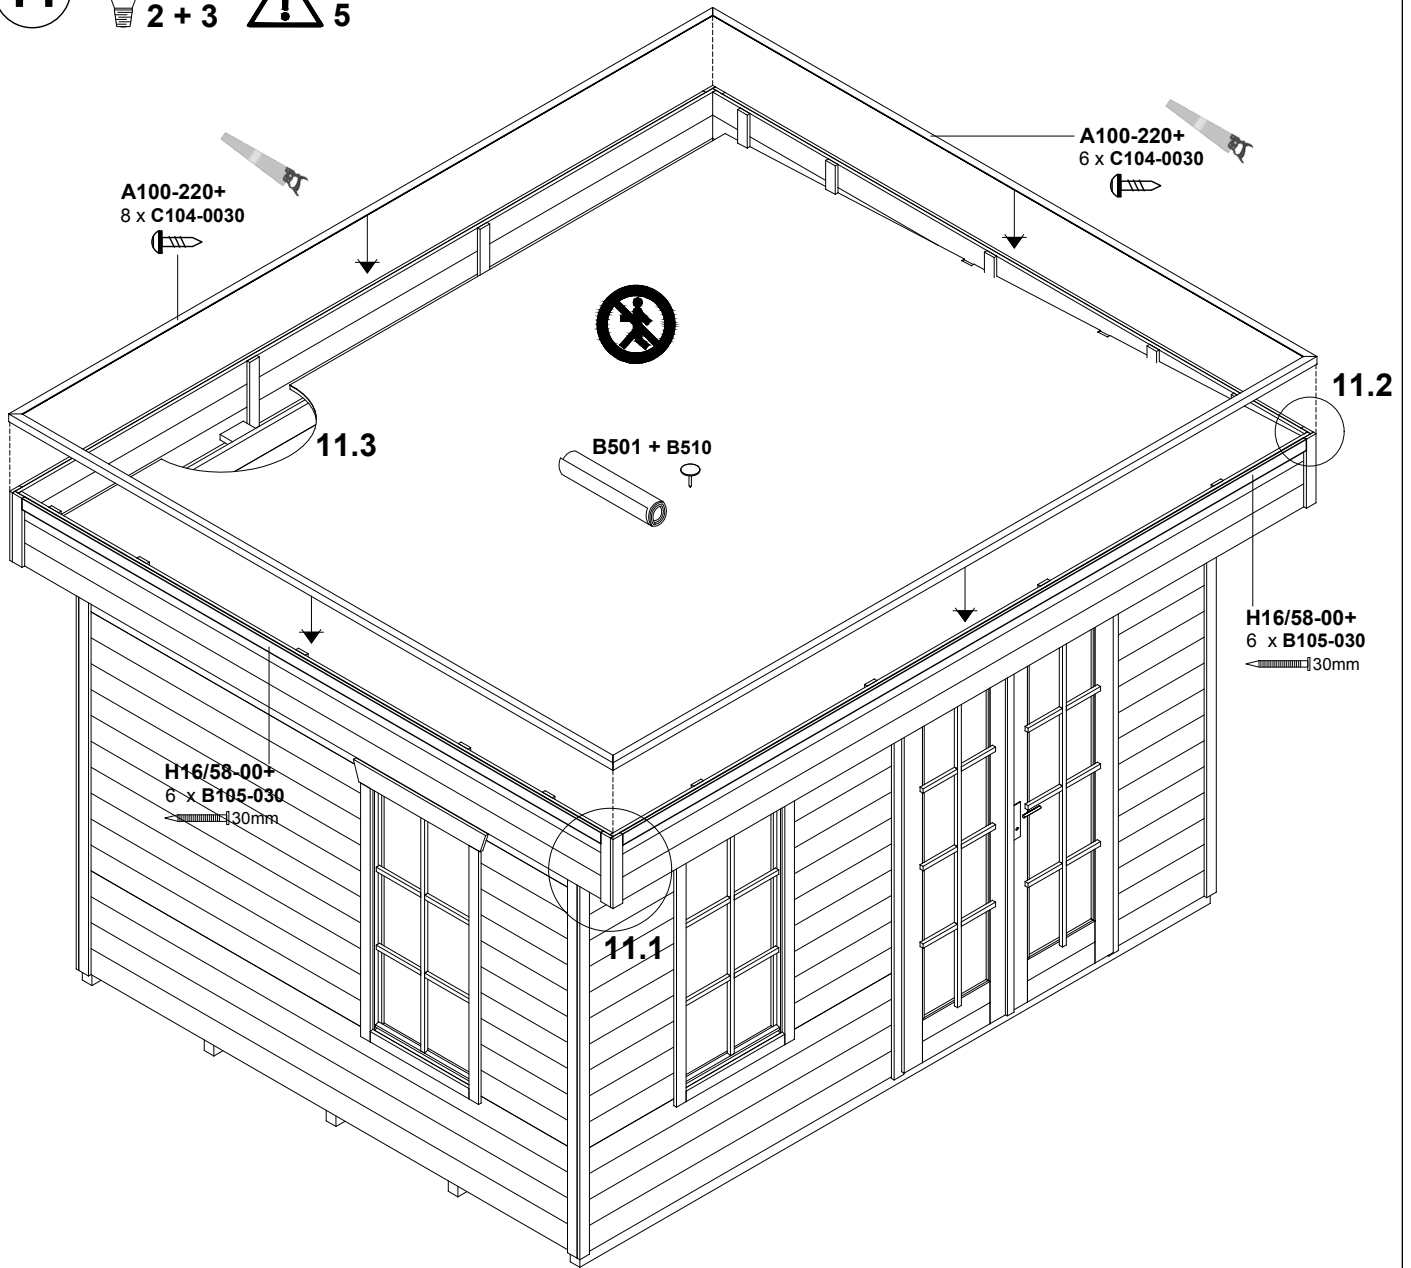 11
2 + 3
5
A100-220+
8 x C104-0030
A100-220+
6 x C104-0030
11.2
11.3
B501 + B510
H16/58-00+
6 x B105-030
30mm
H16/58-00+
6 x B105-030
30mm
11.1